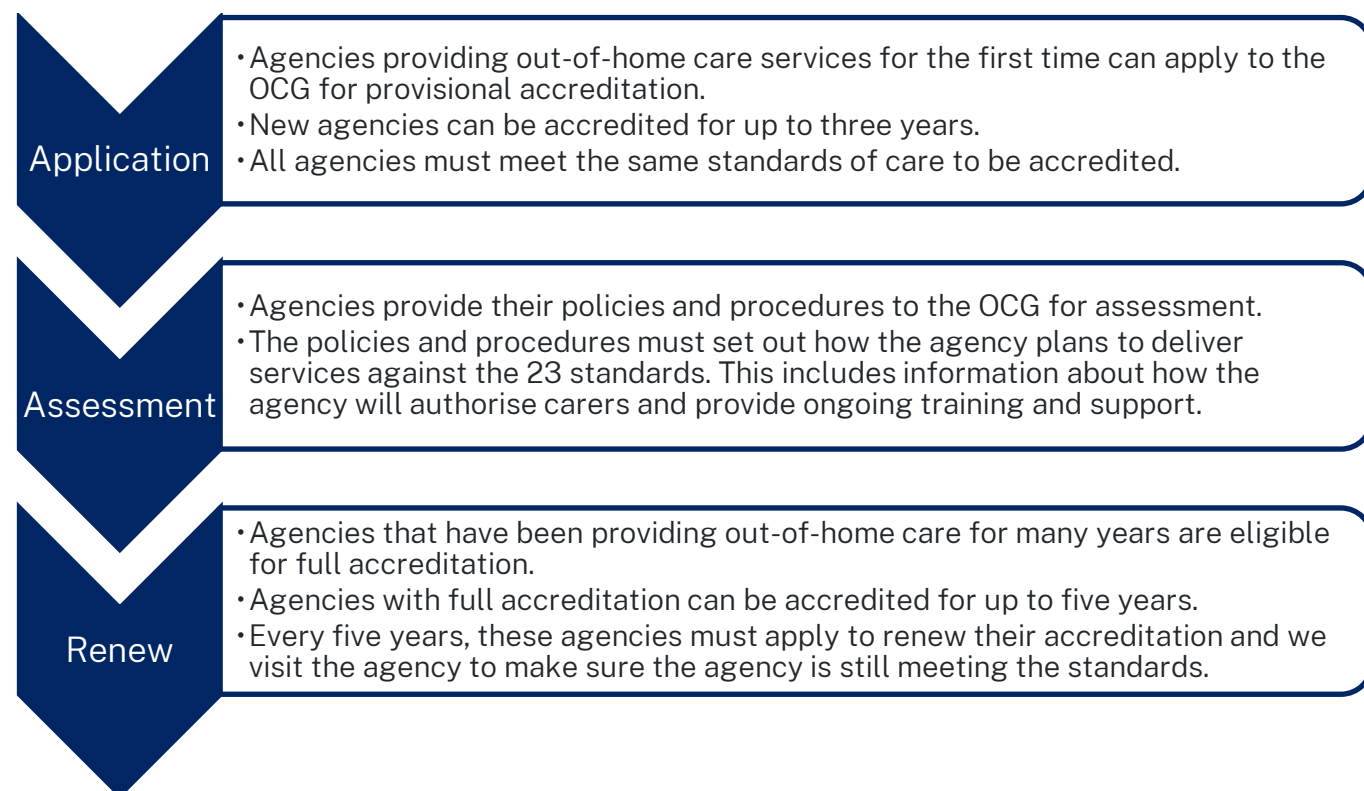 Application
•Agencies providing out-of-home care services for the first time can apply to the
OCG for provisional accreditation.
•New agencies can be accredited for up to three years.
•All agencies must meet the same standards of care to be accredited.
Assessment
•Agencies provide their policies and procedures to the OCG for assessment.
•The policies and procedures must set out how the agency plans to deliver
services against the 23 standards. This includes information about how the
agency will authorise carers and provide ongoing training and support.
Renew
•Agencies that have been providing out-of-home care for many years are eligible
for full accreditation.
•Agencies with full accreditation can be accredited for up to five years.
•Every five years, these agencies must apply to renew their accreditation and we
visit the agency to make sure the agency is still meeting the standards.